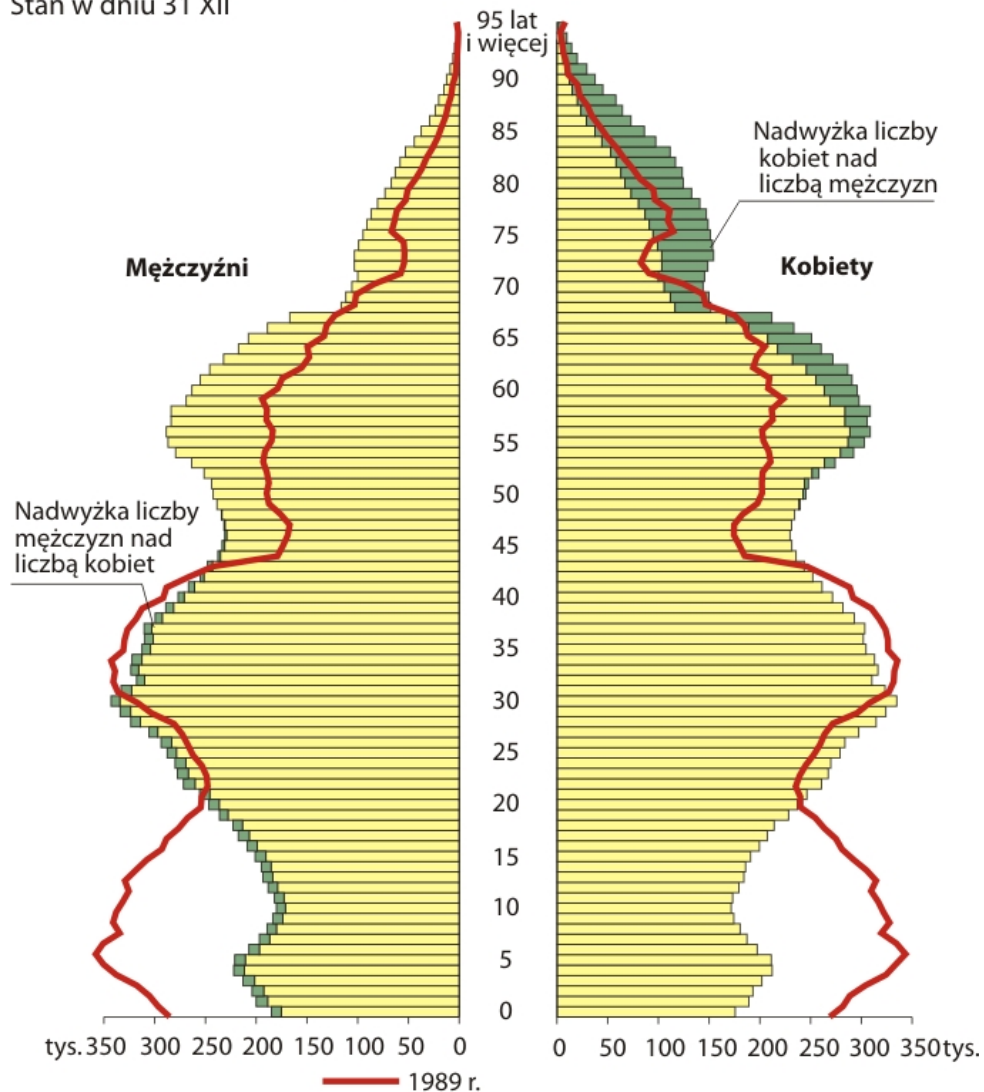 Stan w dniu 31 XII
95 lat
i więcej
90
85
80
75
70
65
60
55
50
45
40
35
30
25
20
15
10
5
0
Nadwyżka liczby
kobiet nad
liczbą mężczyzn
Mężczyźni
Kobiety
Nadwyżka liczby
mężczyzn nad
liczbą kobiet
tys. 350 300 250 200 150 100 50 0
0 50 100 150 200 250 300 350 tys.
1989 r.